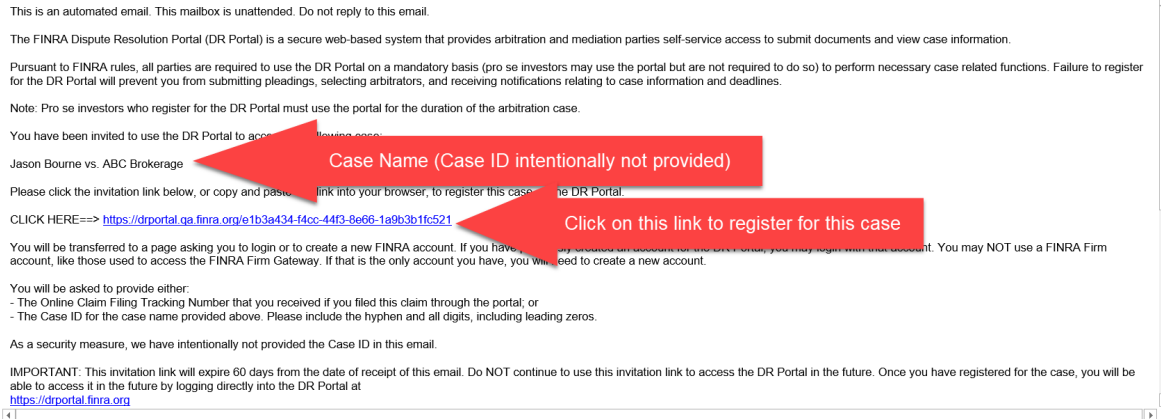 This is an automated email. This mailbox is unattended. Do not reply to this email.
The FINRA Dispute Resolution Portal (DR Portal) is a secure web-based system that provides arbitration and mediation parties self-service access to submit documents and view case information.
Pursuant to FINRA rules, all parties are required to use the DR Portal on a mandatory basis (pro se investors may use the portal but are not required to do so) to perform necessary case related functions. Failure to register
for the DR Portal will prevent you from submitting pleadings, selecting arbitrators, and receiving notifications relating to case information and deadlines.
Note: Pro se investors who register for the DR Portal must use the portal for the duration of the arbitration case.
You have been invited to use the DR Portal to
Jason Bourne vs. ABC Brokerage
Case Name (Case ID intentionally not provided)
Please click the invitation link below, or copy and link into your browser, to register this case DR Portal.
CLICK HERE==> https://drportal.qa.finra.org/e1b3a434-f4cc-44f3-8e66-1a9b3b1fc521
Click on this link to register for this case
You will be transferred to a page asking you to login or to create a new FINRA account. If you have account. You may NOT use a FINRA Firm
account, like those used to access the FINRA Firm Gateway. If that is the only account you have, you need to create a new account.
You will be asked to provide either:
- The Online Claim Filing Tracking Number that you received if you filed this claim through the portal; or
- The Case ID for the case name provided above. Please include the hyphen and all digits, including leading zeros.
As a security measure, we have intentionally not provided the Case ID in this email.
IMPORTANT: This invitation link will expire 60 days from the date of receipt of this email. Do NOT continue to use this invitation link to access the DR Portal in the future. Once you have registered for the case, you will be
able to access it in the future by logging directly into the DR Portal at
https://drportal.finra.org